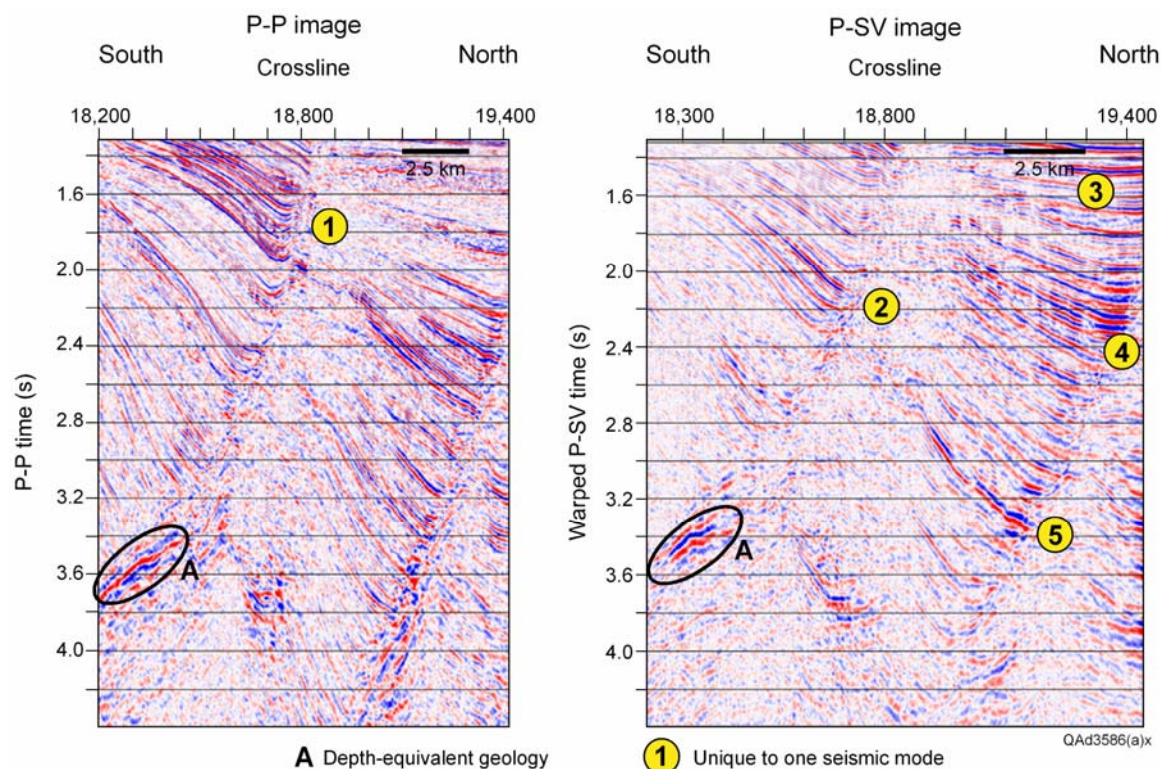 P-P image
South
North
Crossline
18,200
18,800
19,400
2.5 km
1.6
2.0
2.4
2.8
3.2
3.6
4.0
P-P time (s)
1
A
P-SV image
South
North
Crossline
18,300
18,800
19,400
2.5 km
1.6
2.0
2.4
2.8
3.2
3.6
4.0
Warped P-SV time (s)
3
2
4
5
A
QAd3586(a)x
A Depth-equivalent geology
1 Unique to one seismic mode